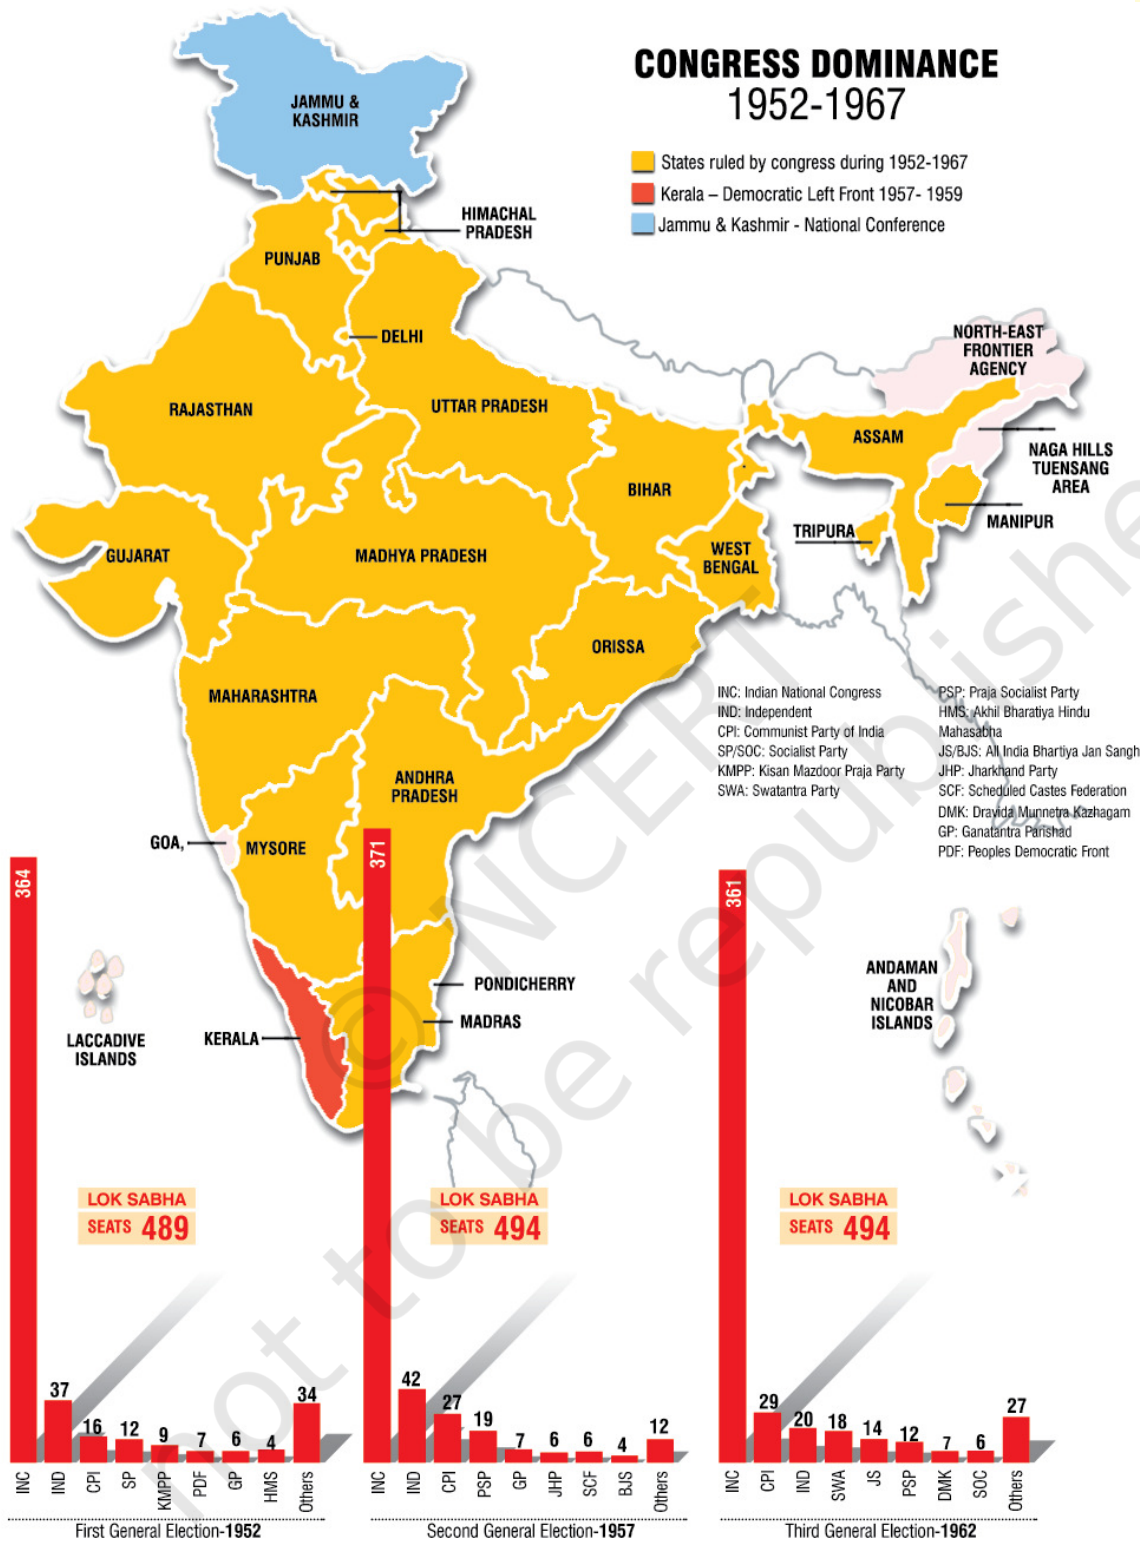 CONGRESS DOMINANCE
1952-1967
States ruled by congress during 1952-1967
Kerala – Democratic Left Front 1957- 1959
Jammu & Kashmir - National Conference
JAMMU &
KASHMIR
HIMACHAL
PRADESH
PUNJAB
DELHI
NORTH-EAST
FRONTIER
AGENCY
RAJASTHAN
UTTAR PRADESH
ASSAM
NAGA HILLS
TUENSANG
AREA
BIHAR
MANIPUR
TRIPURA
GUJARAT
MADHYA PRADESH
WEST
BENGAL
ORISSA
MAHARASHTRA
ANDHRA
PRADESH
GOA,
MYSORE
PONDICHERRY
MADRAS
KERALA
LACCADIVE
ISLANDS
ANDAMAN
AND
NICOBAR
ISLANDS
INC: Indian National Congress
IND: Independent
CPI: Communist Party of India
SP/SOC: Socialist Party
KMPP: Kisan Mazdoor Praja Party
SWA: Swatantra Party
PSP: Praja Socialist Party
HMS: Akhil Bharatiya Hindu
Mahasabha
JS/BJS: All India Bhartiya Jan Sangh
JHP: Jharkhand Party
SCF: Scheduled Castes Federation
DMK: Dravida Munnetra Kazhagam
GP: Ganatantra Parishad
PDF: Peoples Democratic Front
LOK SABHA
SEATS 489
364
37
16
12
9
7
6
4
34
INC
IND
CPI
SP
KMPP
PDF
GP
HMS
Others
First General Election-1952
LOK SABHA
SEATS 494
371
42
27
19
7
6
6
4
12
INC
IND
CPI
PSP
GP
JHP
SCF
BJS
Others
Second General Election-1957
LOK SABHA
SEATS 494
361
29
20
18
14
12
7
6
27
INC
CPI
IND
SWA
JS
PSP
DMK
SOC
Others
Third General Election-1962
© NCERT
not to be republishe